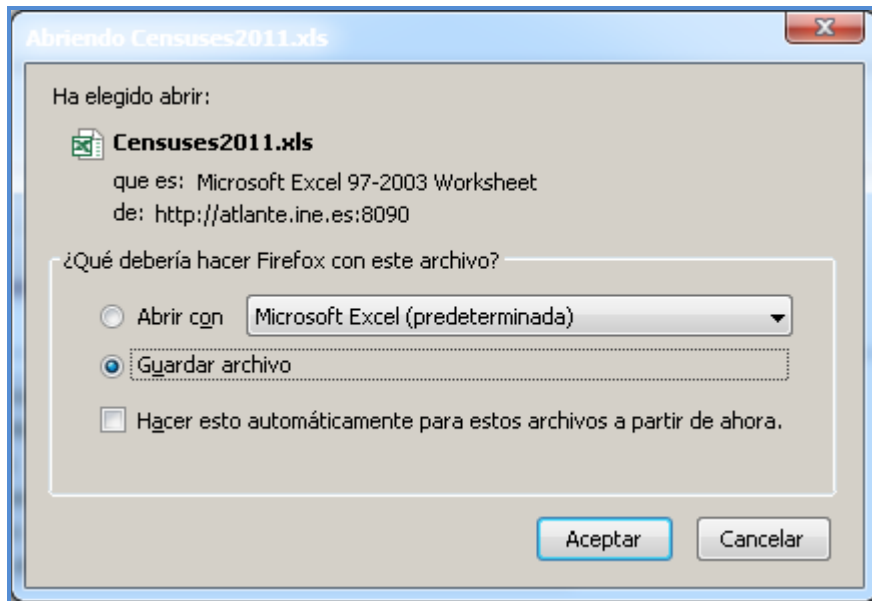 Abriendo Censuses2011.xls
Ha elegido abrir:
Censuses2011.xls
que es: Microsoft Excel 97-2003 Worksheet
de: http://atlante.ine.es:8090
¿Qué debería hacer Firefox con este archivo?
Abrir con Microsoft Excel (predeterminada)
Guardar archivo
Hacer esto automáticamente para estos archivos a partir de ahora.
Aceptar Cancelar